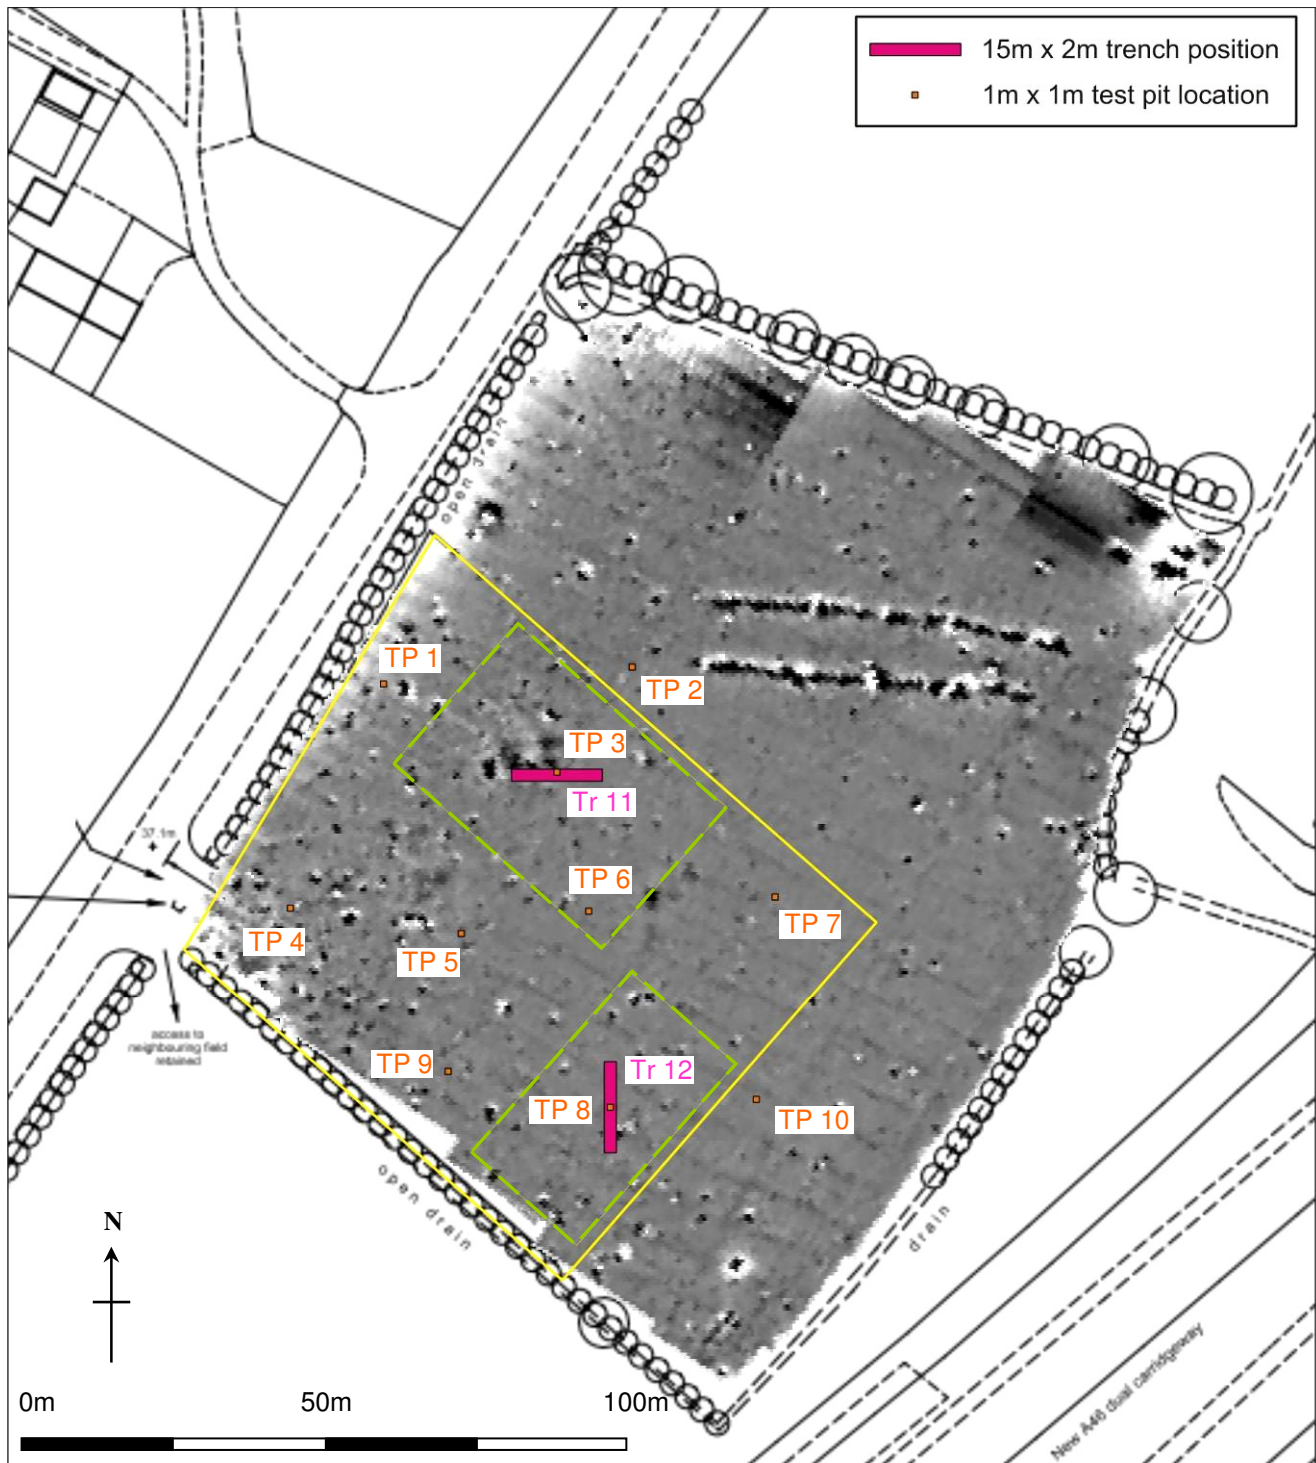 15m x 2m trench position
1m x 1m test pit location
open drain
TP 1
TP 2
TP 3
Tr 11
37.1m
TP 6
TP 4
TP 5
TP 7
access to
neighbouring field
retained
TP 9
Tr 12
TP 8
TP 10
open drain
drain
N
New A46 dual carridgeway
0m
50m
100m